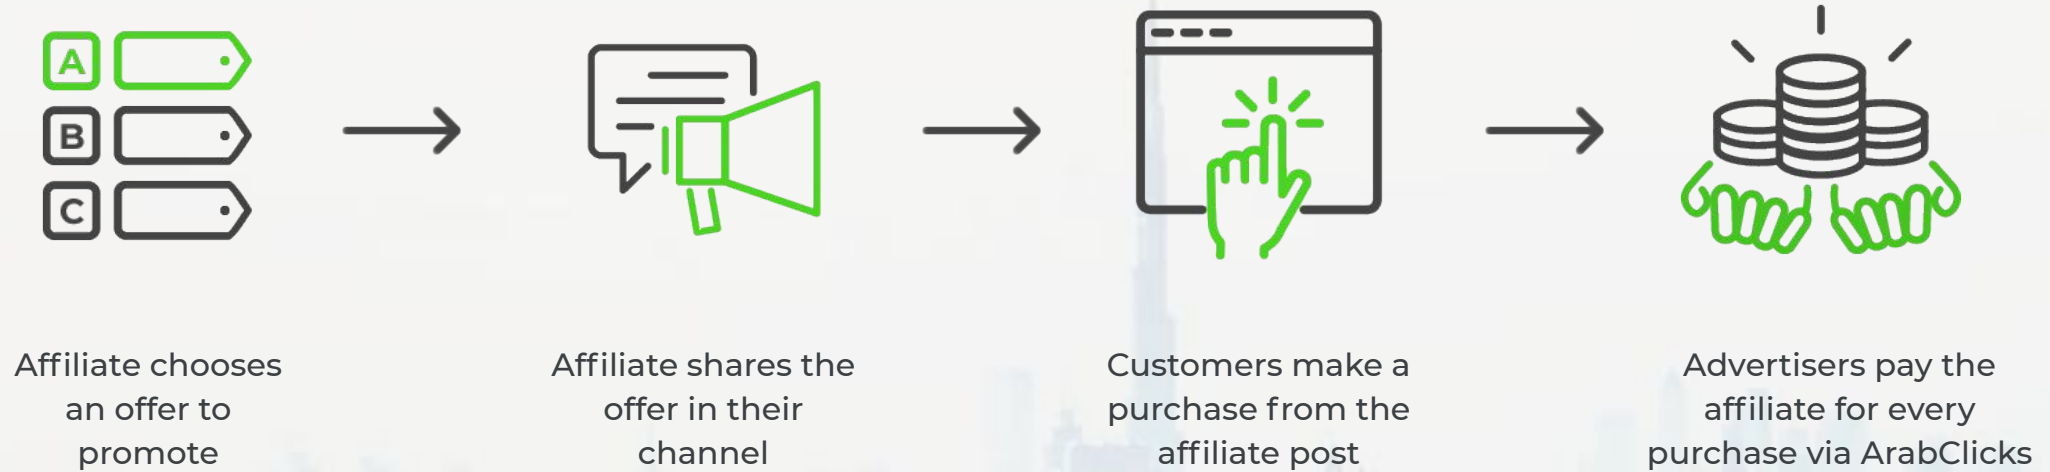 A
B
C
Affiliate chooses
an offer to
promote
Affiliate shares the
offer in their
channel
Customers make a
purchase from the
affiliate post
Advertisers pay the
affiliate for every
purchase via ArabClicks